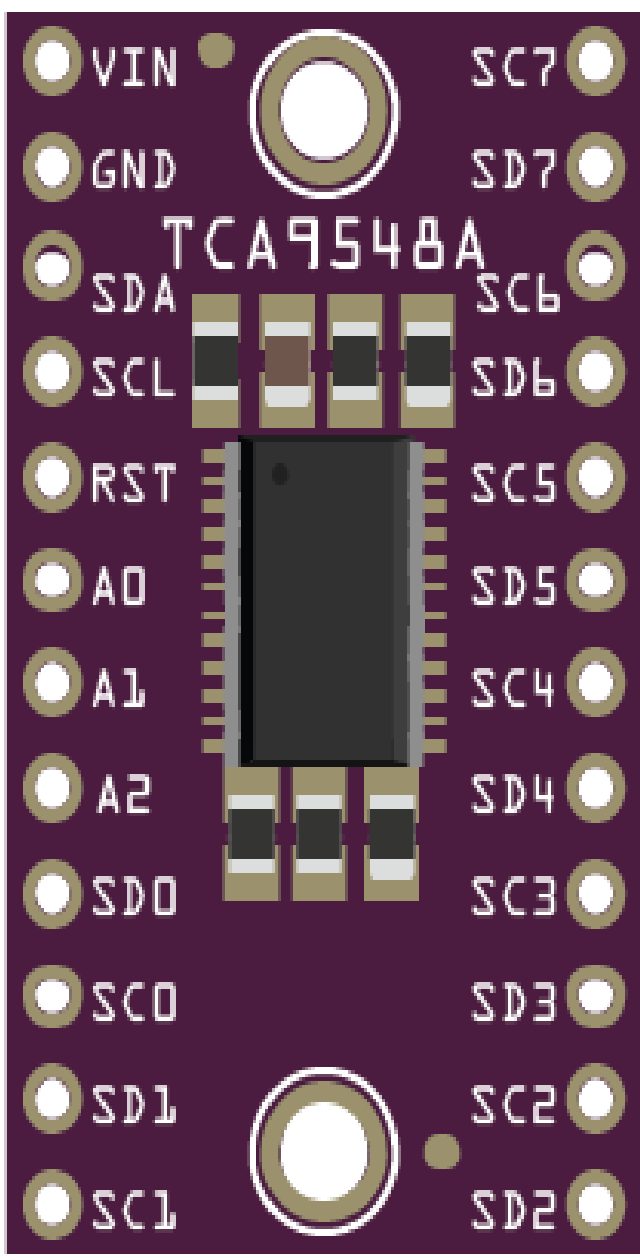 VIN SC7
GND SD7
TCA9548A
SDA SC6
SCL SD6
RST SC5
A0 SD5
A1 SC4
A2 SD4
SD0 SC3
SC0 SD3
SD1 SC2
SC1 SD2